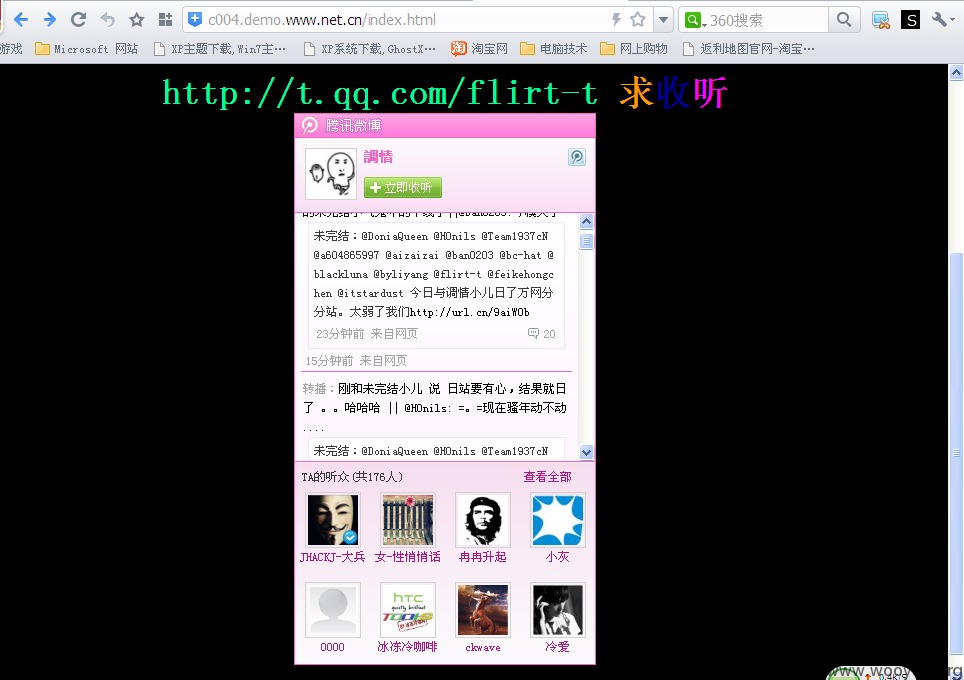 c004.demo.www.net.cn/index.html
360搜索
游戏 Microsoft 网站 XP主题下载,Win7主… XP系统下载,GhostX… 淘宝网 电脑技术 网上购物 返利地图官网-淘宝…
http://t.qq.com/flirt-t 求收听
腾讯微博
調情
立即收听
未完结：@DoniaQueen @H0nils @Team1937cN
@a604865997 @aizaizai @ban0203 @bc-hat @
blackluna @byliyang @flirt-t @feikehongc
hen @itstardust 今日与调情小儿日了万网分
分站。太弱了我们http://url.cn/9aiWOb
23分钟前 来自网页 20
15分钟前 来自网页
转播：刚和未完结小儿 说 日站要有心，结果就日
了 。。哈哈哈 || @H0nils: =。=现在骚年动不动
....
未完结：@DoniaQueen @H0nils @Team1937cN
TA的听众(共176人) 查看全部
JHACKJ-大兵 女-性悄悄话 冉冉升起 小灰
htc
quietly brilliant
0000 冰冻冷咖啡 ckwave 冷爱